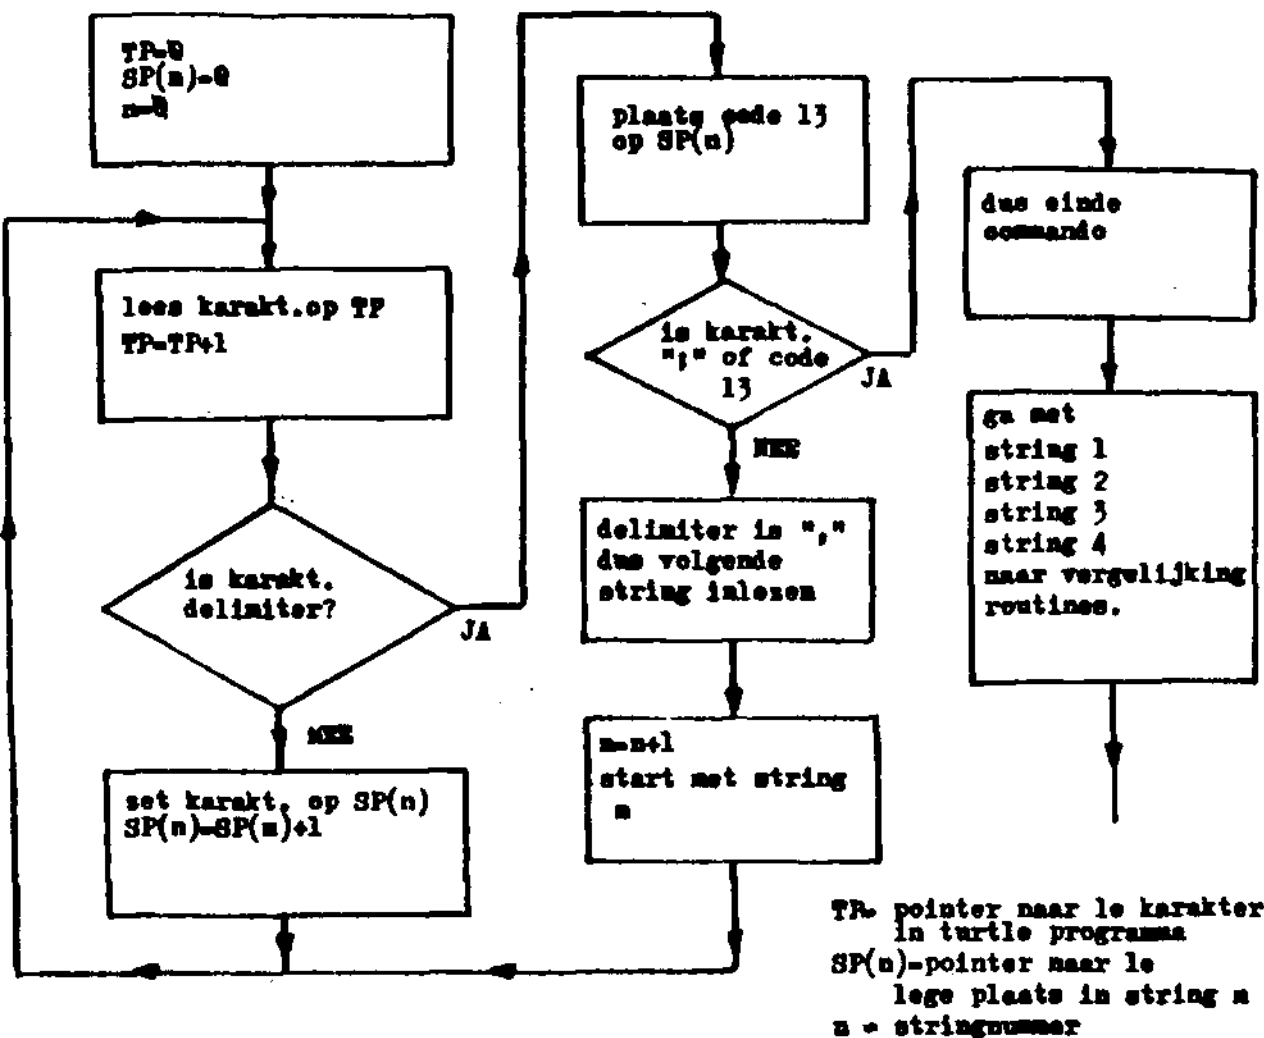 TP=0
SP(n)=0
n=0
lees karakt.op TP
TP=TP+1
is karakt.
delimiter?
JA
NEE
set karakt. op SP(n)
SP(n)=SP(n)+1
plaats code 13
op SP(n)
is karakt.
";" of code
13
JA
NEE
delimiter is ","
dus volgende
string inlezen
n=n+1
start met string
n
dus einde
commando
ga met
string 1
string 2
string 3
string 4
naar vergelijking
routines.
TP= pointer naar 1e karakter
in turtle programma
SP(n)=pointer naar 1e
lege plaats in string n
n = stringnummer